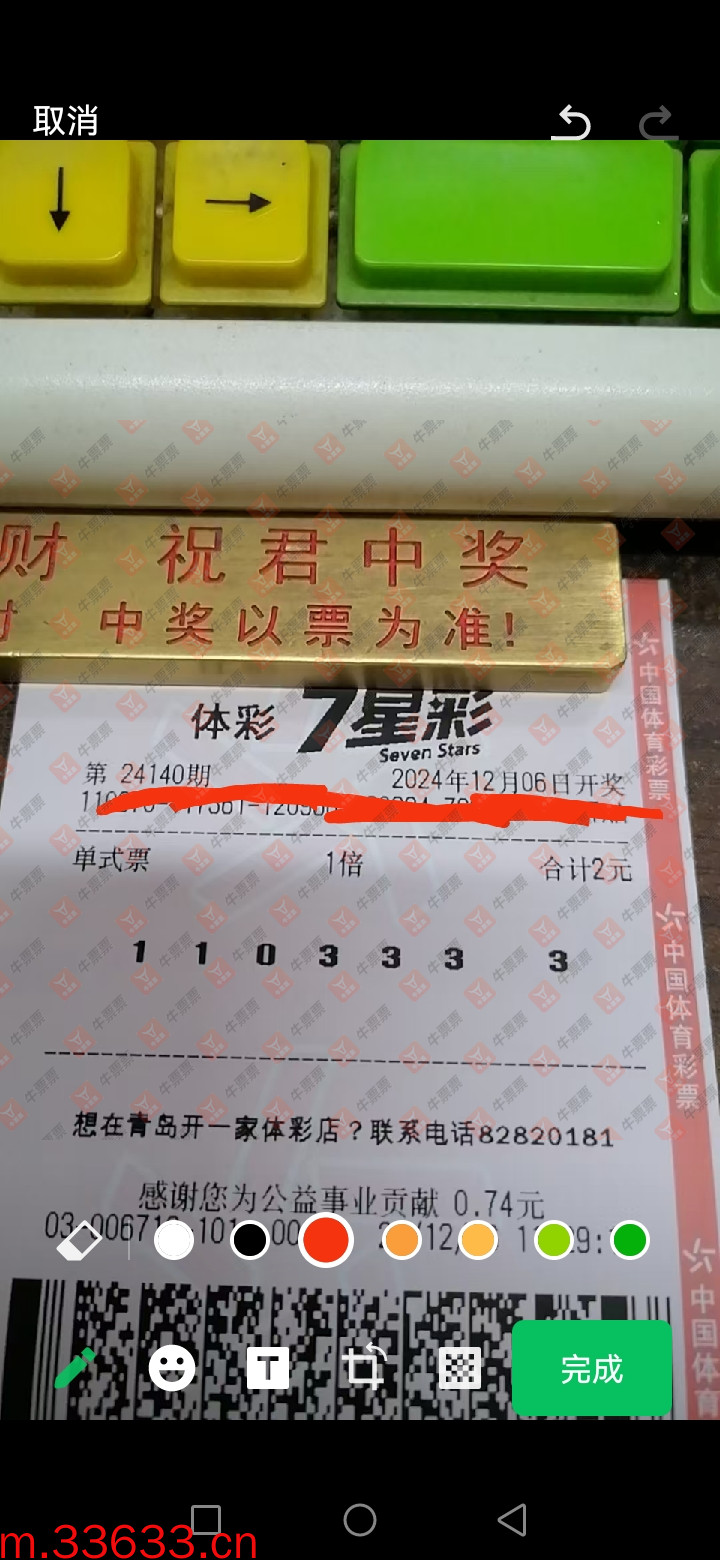 取消
财 祝君中奖
中奖以票为准!
体彩 7星彩
Seven Stars
第 24140期 2024年12月06日开奖
单式票 1倍 合计2元
1 1 0 3 3 3 3
想在青岛开一家体彩店？联系电话82820181
感谢您为公益事业贡献 0.74元
中国体育彩票
中国体育彩票
中国体育
牛票票
T 完成
m.33633.cn